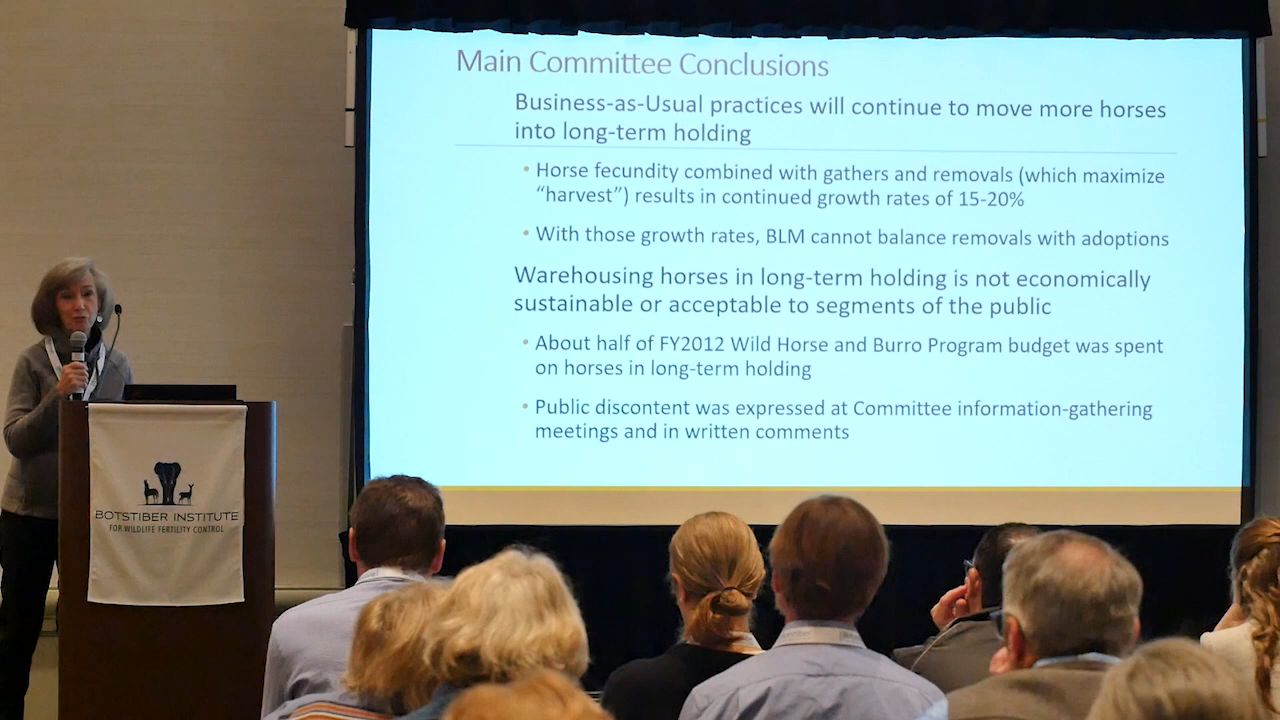 Main Committee Conclusions
Business-as-Usual practices will continue to move more horses
into long-term holding
• Horse fecundity combined with gathers and removals (which maximize
“harvest”) results in continued growth rates of 15-20%
• With those growth rates, BLM cannot balance removals with adoptions
Warehousing horses in long-term holding is not economically
sustainable or acceptable to segments of the public
• About half of FY2012 Wild Horse and Burro Program budget was spent
on horses in long-term holding
• Public discontent was expressed at Committee information-gathering
meetings and in written comments
BOTSTIBER INSTITUTE
FOR WILDLIFE FERTILITY CONTROL